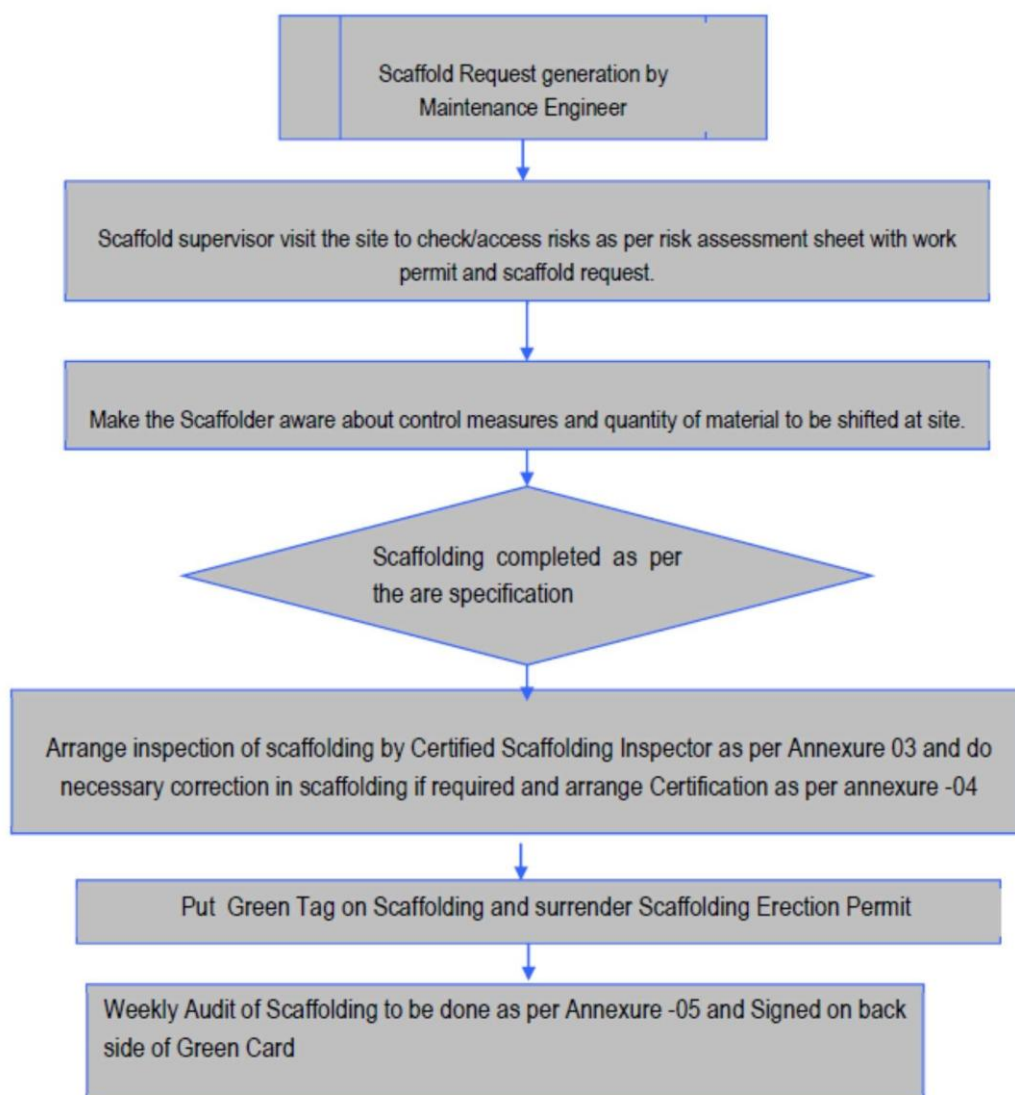 Scaffold Request generation by
Maintenance Engineer
Scaffold supervisor visit the site to check/access risks as per risk assessment sheet with work
permit and scaffold request.
Make the Scaffolder aware about control measures and quantity of material to be shifted at site.
Scaffolding completed as per
the are specification
Arrange inspection of scaffolding by Certified Scaffolding Inspector as per Annexure 03 and do
necessary correction in scaffolding if required and arrange Certification as per annexure -04
Put Green Tag on Scaffolding and surrender Scaffolding Erection Permit
Weekly Audit of Scaffolding to be done as per Annexure -05 and Signed on back
side of Green Card